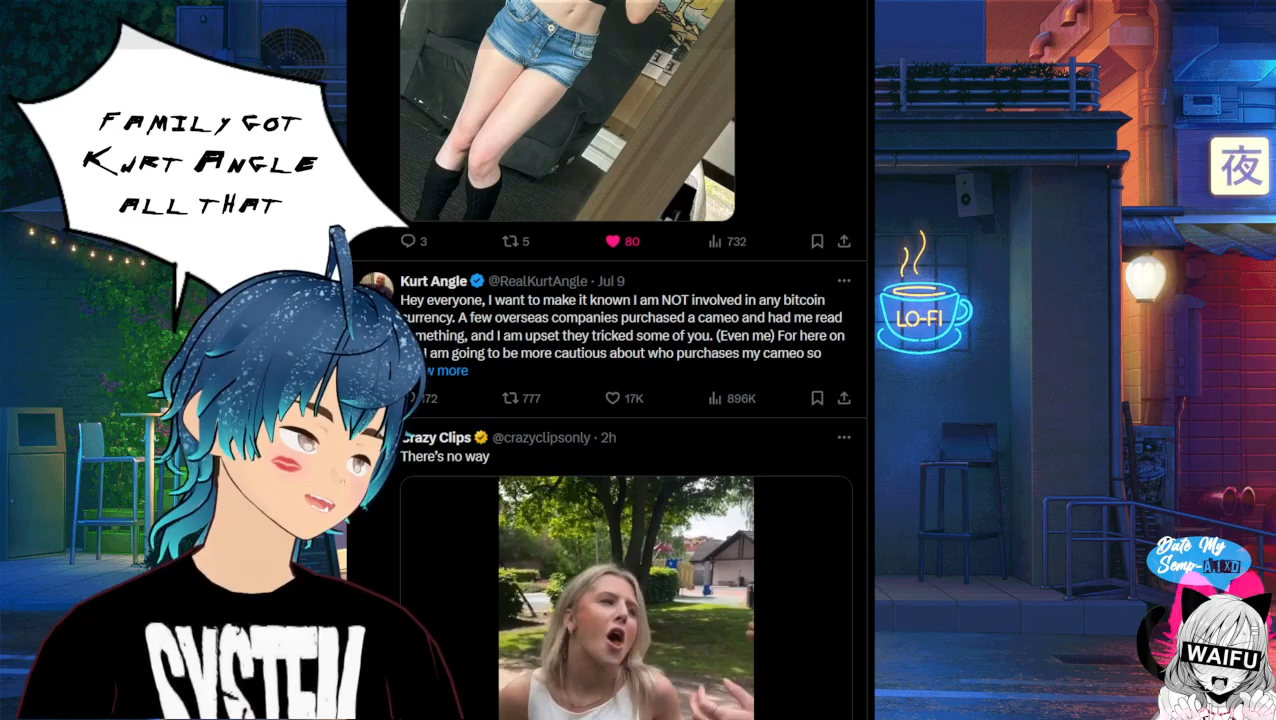 FAMILY GOT
KURT ANGLE
ALL THAT
3
5
80
732
Kurt Angle @RealKurtAngle · Jul 9
Hey everyone, I want to make it known I am NOT involved in any bitcoin
currency. A few overseas companies purchased a cameo and had me read
something, and I am upset they tricked some of you. (Even me) For here on
I am going to be more cautious about who purchases my cameo so
more
172
777
17K
896K
Crazy Clips @crazyclipsonly · 2h
There's no way
夜
LO-FI
SYSTEM
Date My
WAIFU